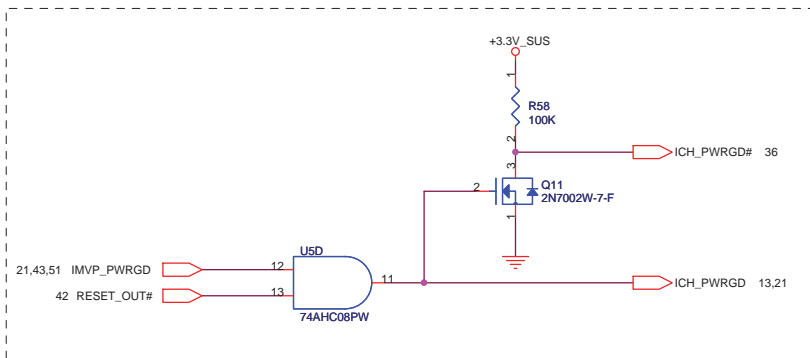 +3.3V_SUS
1
R58
100K
2
ICH_PWRGD# 36
3
Q11
2
2N7002W-7-F
1
U5D
21,43,51 IMVP_PWRGD
12
11
ICH_PWRGD 13,21
42 RESET_OUT#
13
74AHC08PW